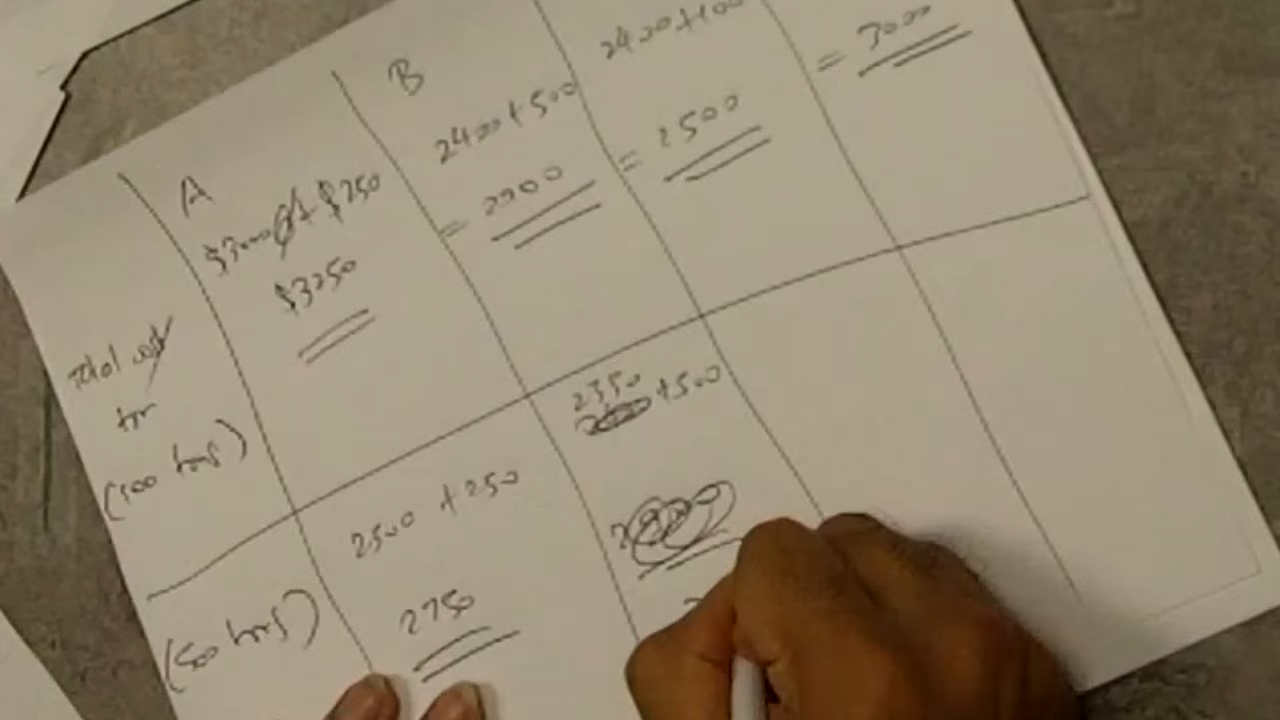 A
$3000 + $250
$3250
B
2400 + 500
= 2900
2400 + 100
= 2500
= 3000
Total cost
for
(100 hrs)
(50 hrs)
2500 + 250
2750
2350
+ 500